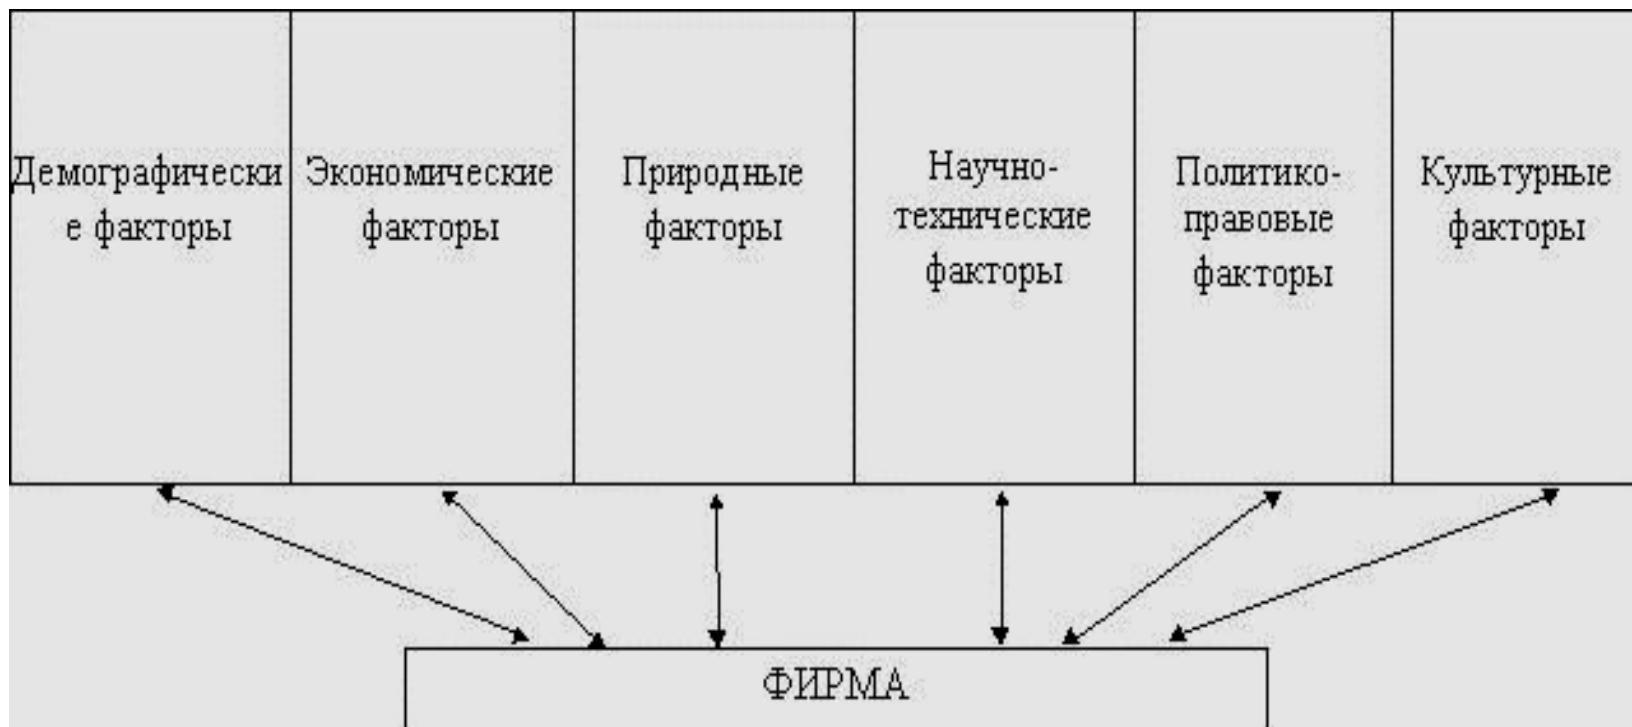 Демографически
е факторы
Экономические
факторы
Природные
факторы
Научно-
технические
факторы
Политико-
правовые
факторы
Культурные
факторы
ФИРМА